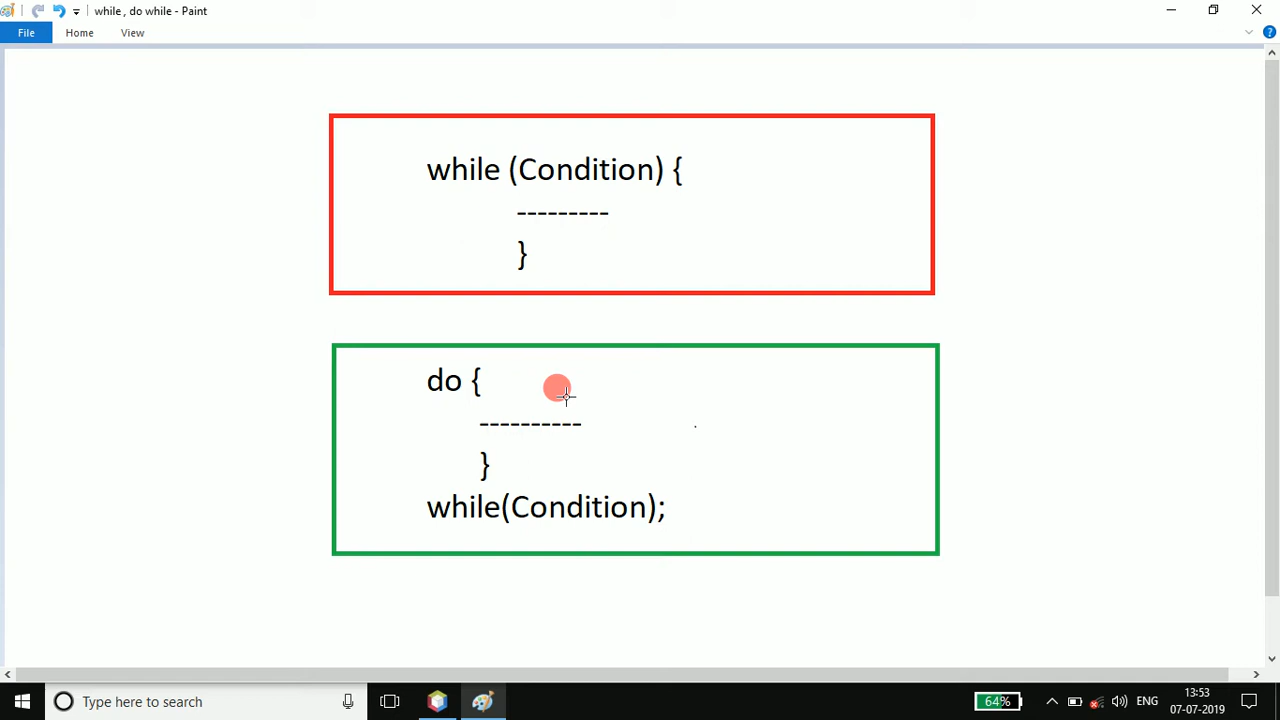 while , do while - Paint
File Home View
while (Condition) {
---------
}
do {
----------
}
while(Condition);
Type here to search
64%
ENG
13:53
07-07-2019